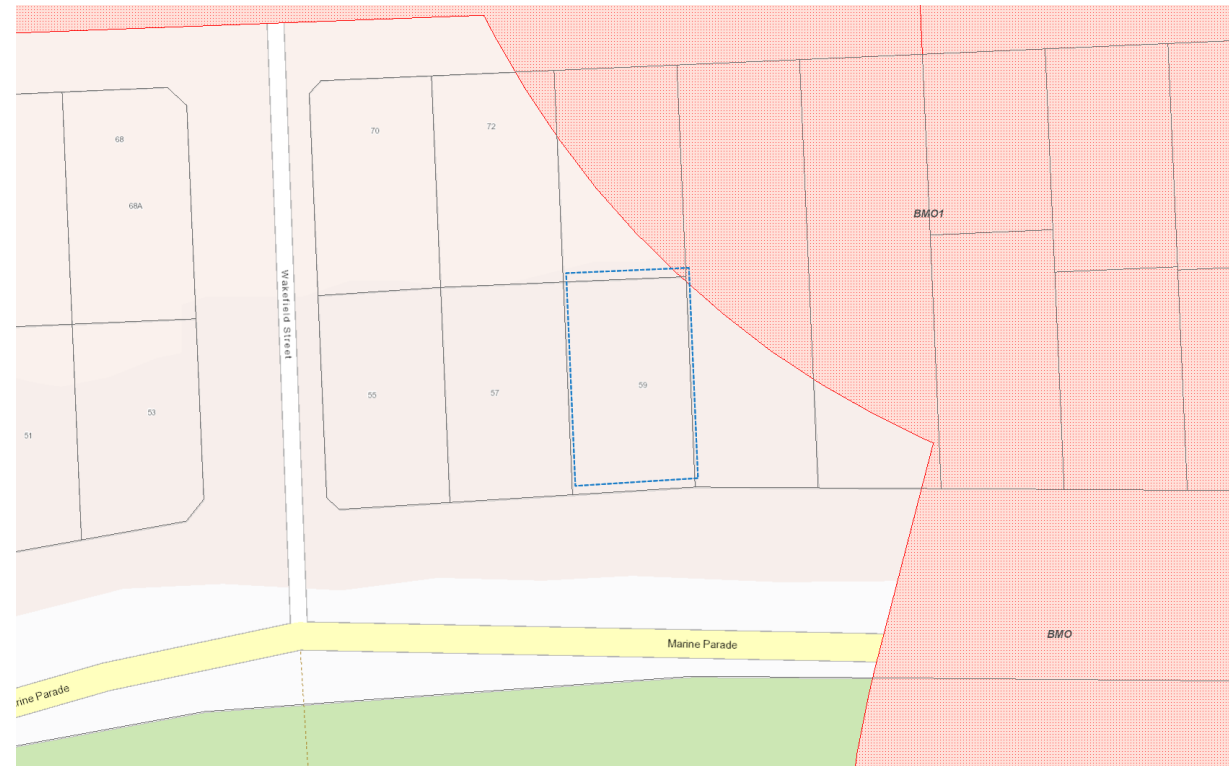 68
70
72
68A
BMO1
Wakefield Street
59
55
57
53
51
BMO
Marine Parade
rine Parade